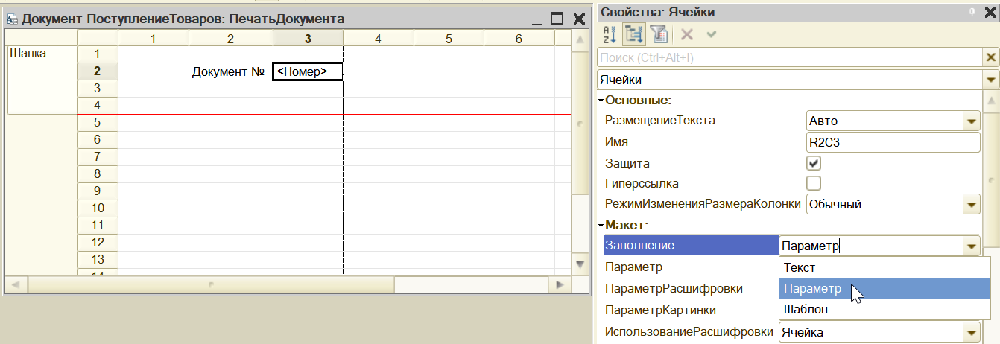 Документ ПоступлениеТоваров: ПечатьДокумента
1 2 3 4 5 6
Шапка
1
2 Документ № <Номер>
3
4
5
6
7
8
9
10
11
12
13
14
Свойства: Ячейки
Поиск (Ctrl+Alt+I)
Ячейки
Основные:
РазмещениеТекста Авто
Имя R2C3
Защита
Гиперссылка
РежимИзмененияРазмераКолонки Обычный
Макет:
Заполнение Параметр
Параметр Текст
ПараметрРасшифровки Параметр
ПараметрКартинки Шаблон
ИспользованиеРасшифровки Ячейка